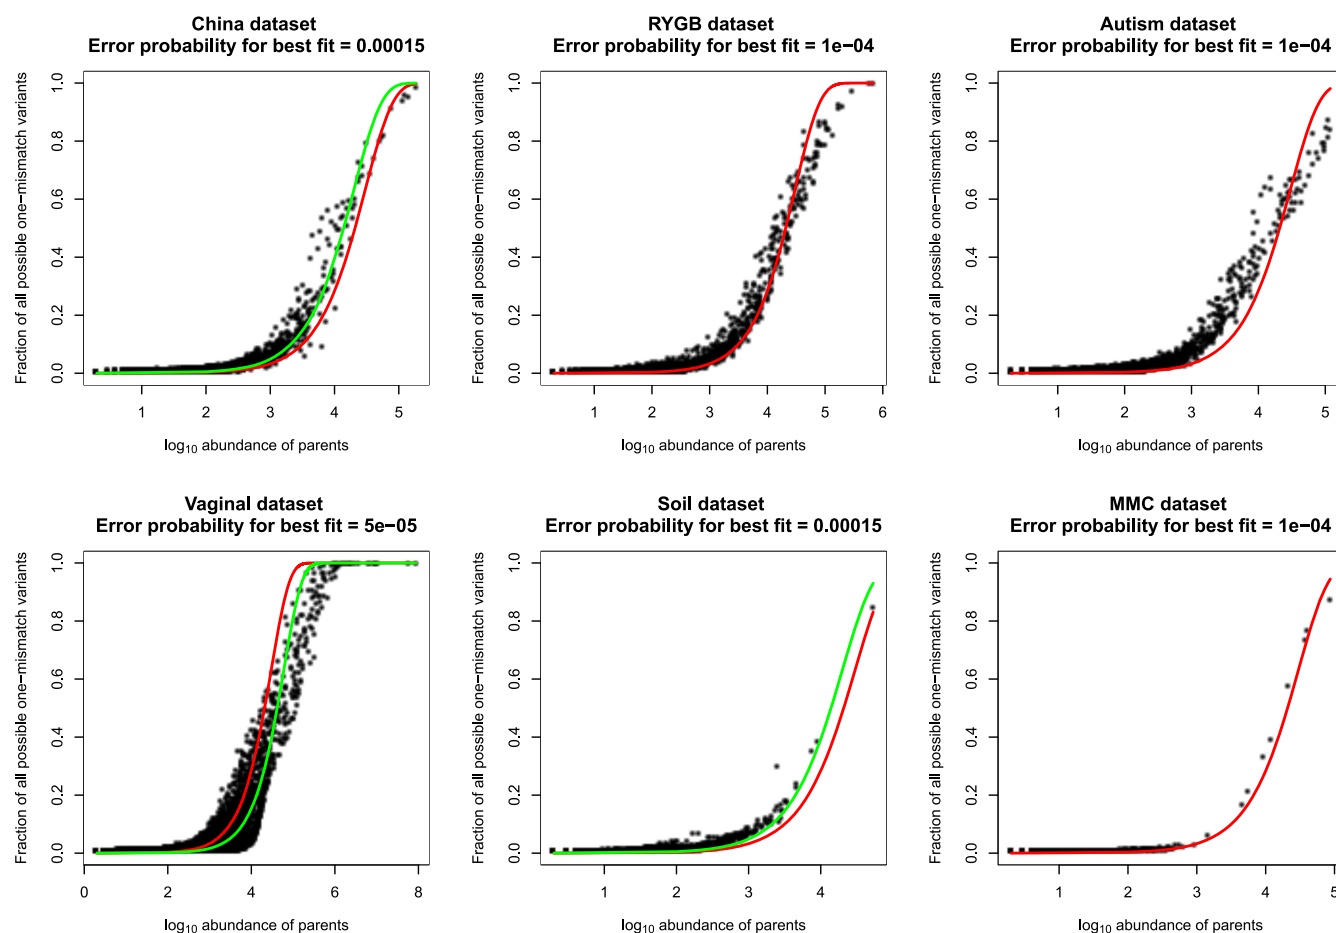 China dataset
Error probability for best fit = 0.00015
Fraction of all possible one−mismatch variants
0.0 0.2 0.4 0.6 0.8 1.0
1 2 3 4 5
log10 abundance of parents
RYGB dataset
Error probability for best fit = 1e−04
Fraction of all possible one−mismatch variants
0.0 0.2 0.4 0.6 0.8 1.0
1 2 3 4 5 6
log10 abundance of parents
Autism dataset
Error probability for best fit = 1e−04
Fraction of all possible one−mismatch variants
0.0 0.2 0.4 0.6 0.8 1.0
1 2 3 4 5
log10 abundance of parents
Vaginal dataset
Error probability for best fit = 5e−05
Fraction of all possible one−mismatch variants
0.0 0.2 0.4 0.6 0.8 1.0
0 2 4 6 8
log10 abundance of parents
Soil dataset
Error probability for best fit = 0.00015
Fraction of all possible one−mismatch variants
0.0 0.2 0.4 0.6 0.8 1.0
1 2 3 4
log10 abundance of parents
MMC dataset
Error probability for best fit = 1e−04
Fraction of all possible one−mismatch variants
0.0 0.2 0.4 0.6 0.8 1.0
1 2 3 4 5
log10 abundance of parents